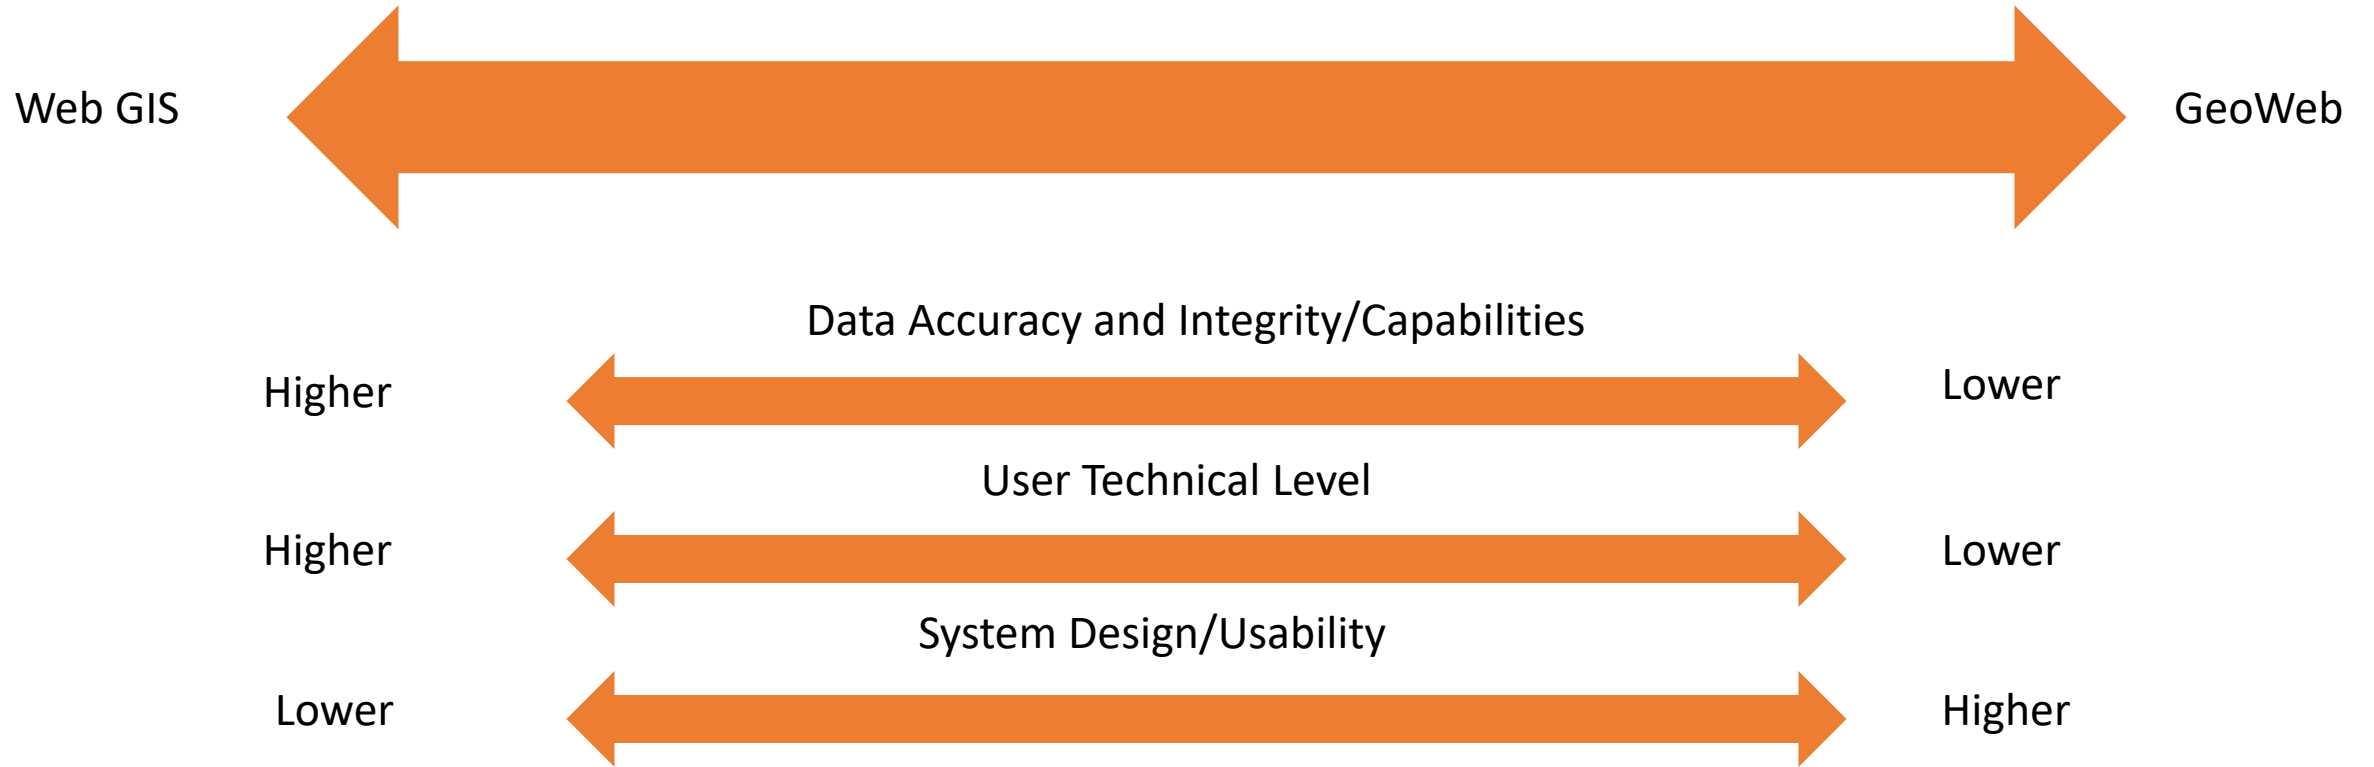 Web GIS
GeoWeb
Data Accuracy and Integrity/Capabilities
Higher
Lower
User Technical Level
Higher
Lower
System Design/Usability
Lower
Higher